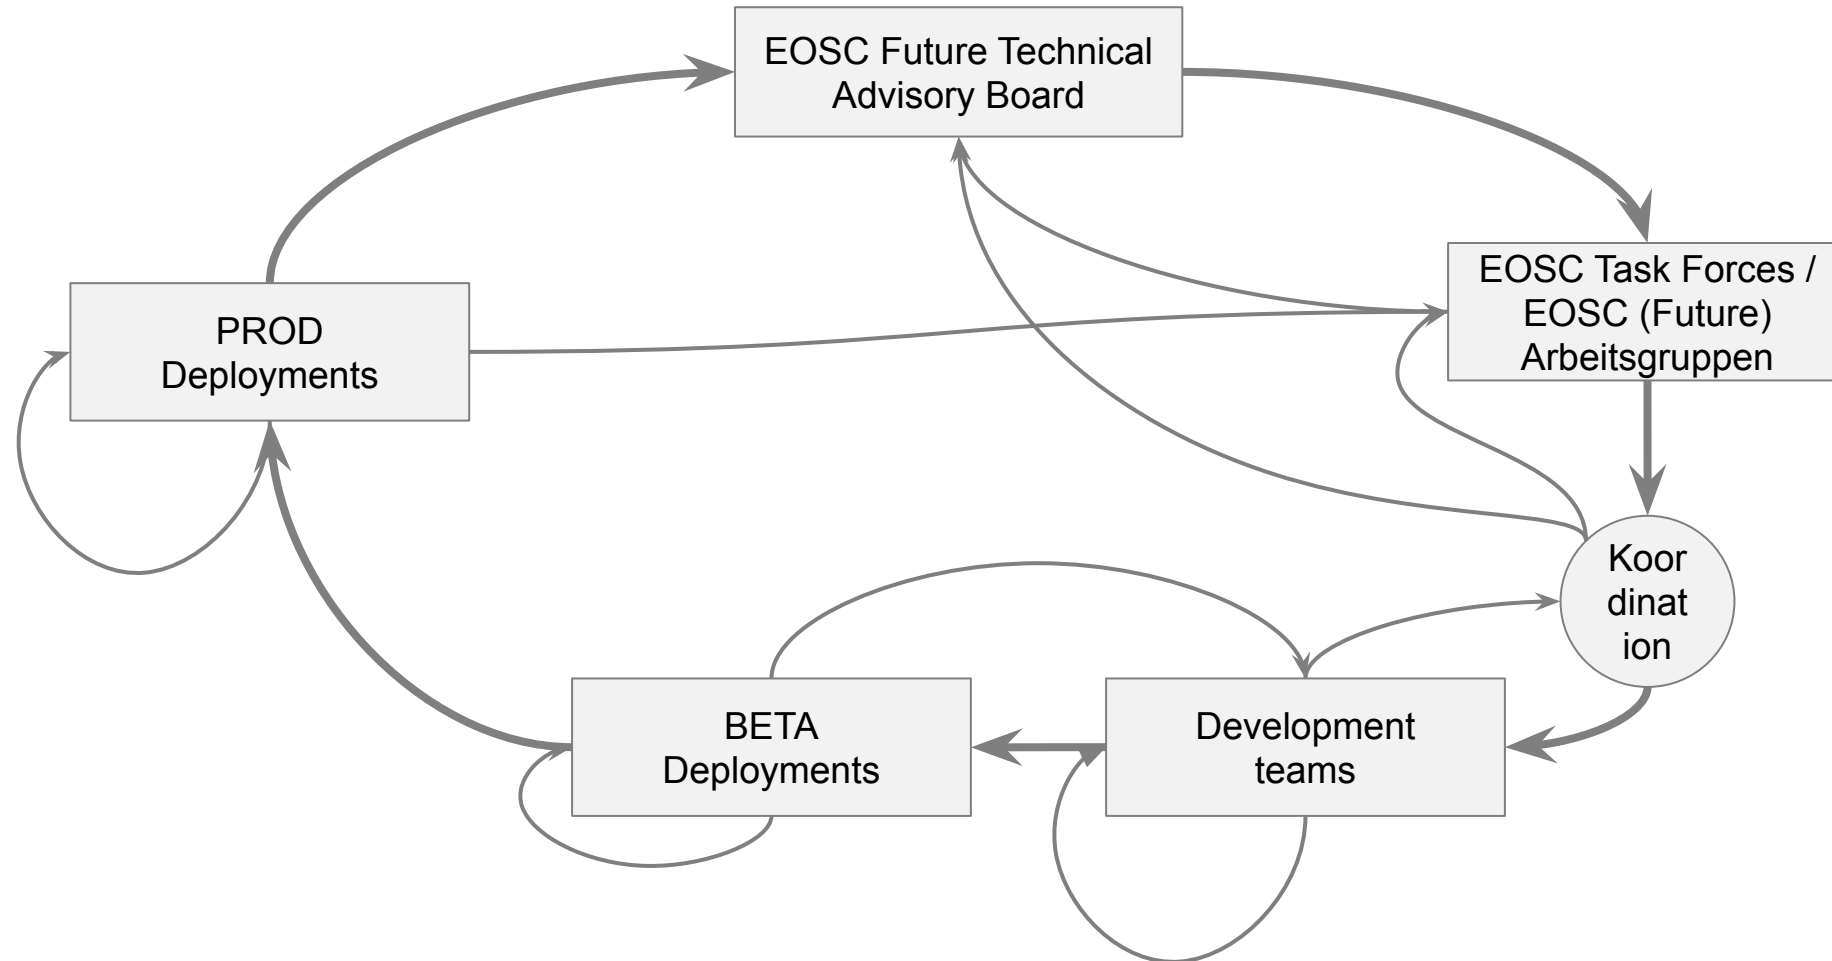 EOSC Future Technical
Advisory Board
EOSC Task Forces /
EOSC (Future)
Arbeitsgruppen
PROD
Deployments
Koor
dinat
ion
BETA
Deployments
Development
teams